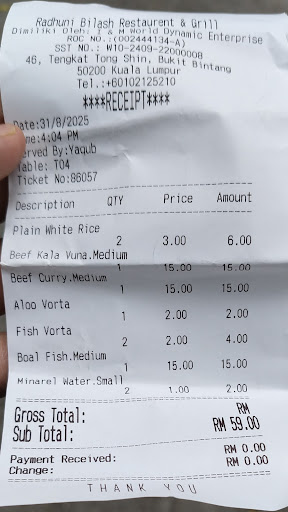 Radhuni Bilash Restaurent & Grill
Dimiliki Oleh: I & M World Dynamic Enterprise
ROC NO.:(002444134-A)
SST NO.: W10-2409-22000008
46, Tengkat Tong Shin, Bukit Bintang
50200 Kuala Lumpur
Tel.:+60102125210
****RECEIPT****
Date:31/8/2025
me:4:04 PM
erved By:Yaqub
able: T04
Ticket No:86057
Description QTY Price Amount
Plain White Rice
2 3.00 6.00
Beef Kala Vuna.Medium
1 15.00 15.00
Beef Curry.Medium
1 15.00 15.00
Aloo Vorta
1 2.00 2.00
Fish Vorta
2 2.00 4.00
Boal Fish.Medium
1 15.00 15.00
Minarel Water.Small
2 1.00 2.00
Gross Total: RM
Sub Total: RM 59.00
Payment Received: RM 0.00
Change: RM 0.00
THANK YOU